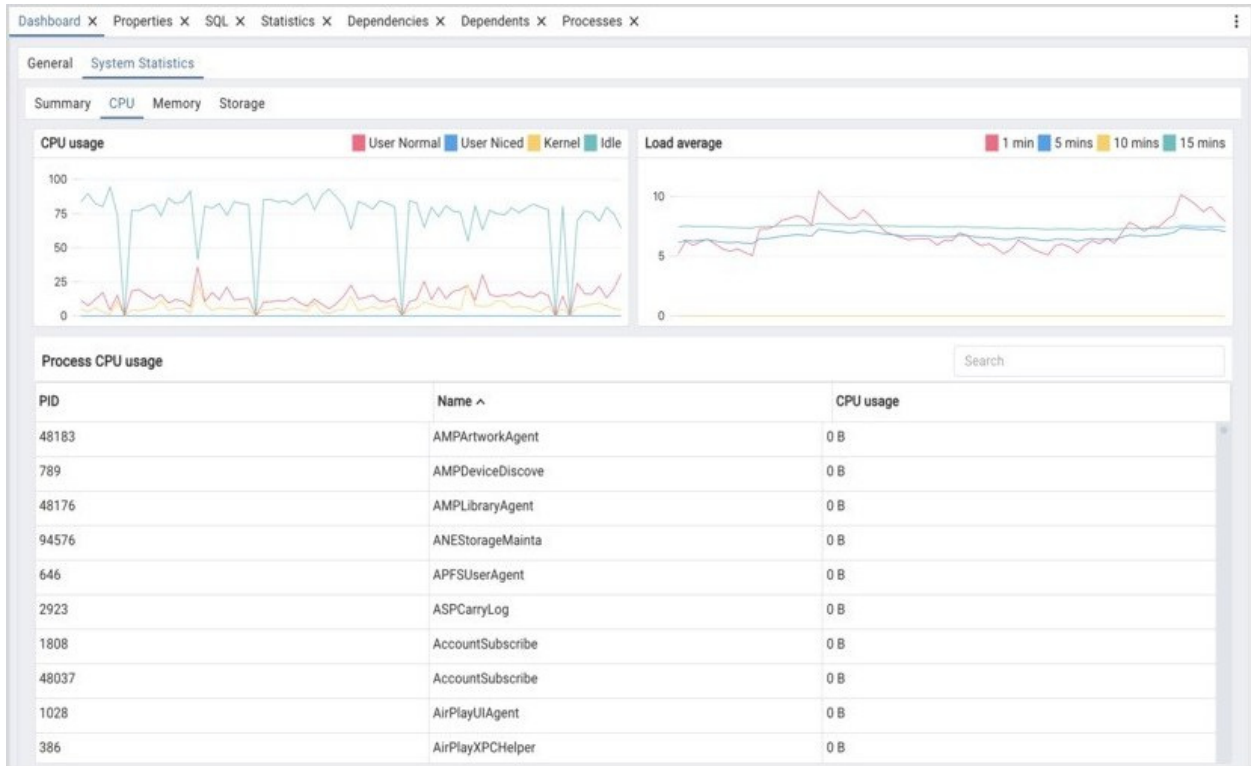 Dashboard X Properties X SQL X Statistics X Dependencies X Dependents X Processes X
General System Statistics
Summary CPU Memory Storage
CPU usage User Normal User Niced Kernel Idle
100
75
50
25
0
Load average 1 min 5 mins 10 mins 15 mins
10
5
0
Process CPU usage Search
PID Name CPU usage
48183 AMPArtworkAgent 0 B
789 AMPDeviceDiscove 0 B
48176 AMPLibraryAgent 0 B
94576 ANEStorageMainta 0 B
646 APFSUserAgent 0 B
2923 ASPCarryLog 0 B
1808 AccountSubscribe 0 B
48037 AccountSubscribe 0 B
1028 AirPlayUIAgent 0 B
386 AirPlayXPCHelper 0 B